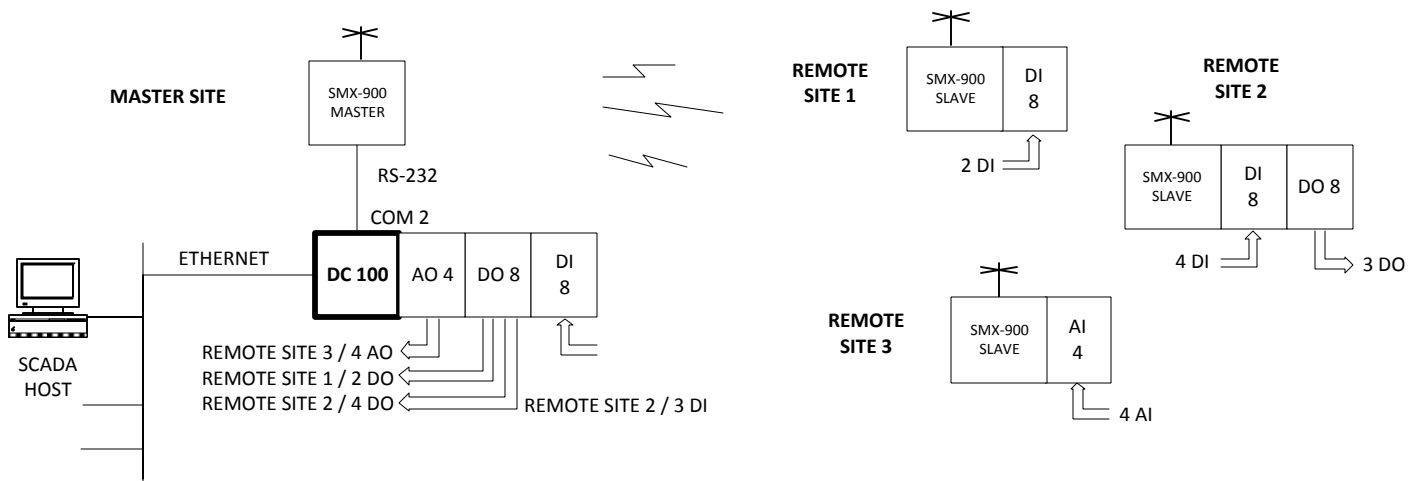 MASTER SITE
SMX-900
MASTER
RS-232
COM 2
ETHERNET
DC 100
AO 4
DO 8
DI
8
SCADA
HOST
REMOTE SITE 3 / 4 AO
REMOTE SITE 1 / 2 DO
REMOTE SITE 2 / 4 DO
REMOTE SITE 2 / 3 DI
REMOTE
SITE 1
SMX-900
SLAVE
DI
8
2 DI
REMOTE
SITE 2
SMX-900
SLAVE
DI
8
DO 8
4 DI
3 DO
REMOTE
SITE 3
SMX-900
SLAVE
AI
4
4 AI